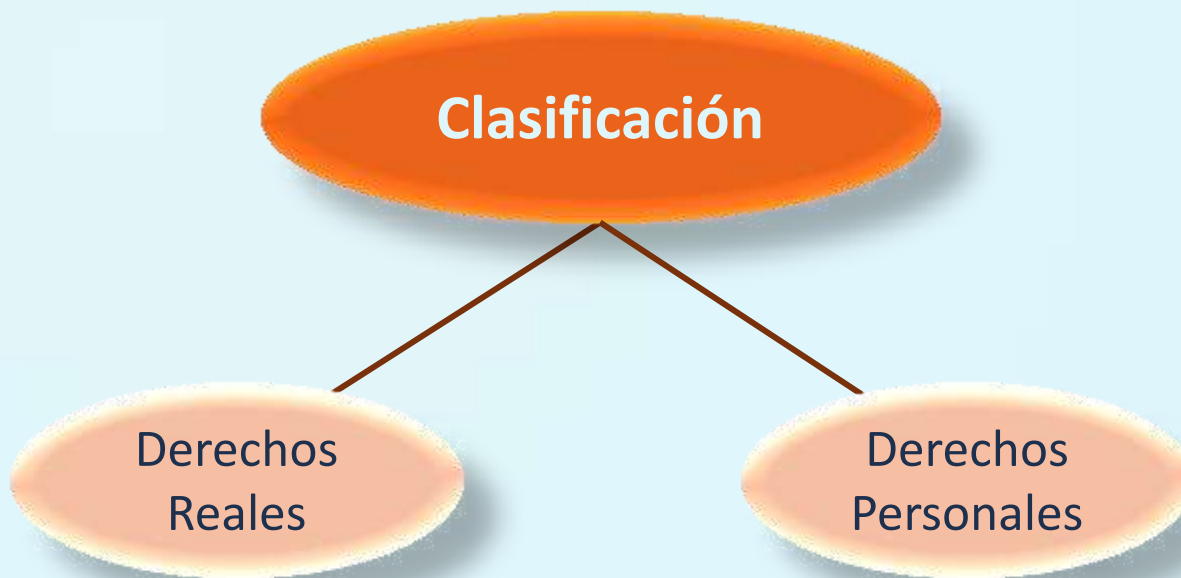 Clasificación
Derechos
Reales
Derechos
Personales